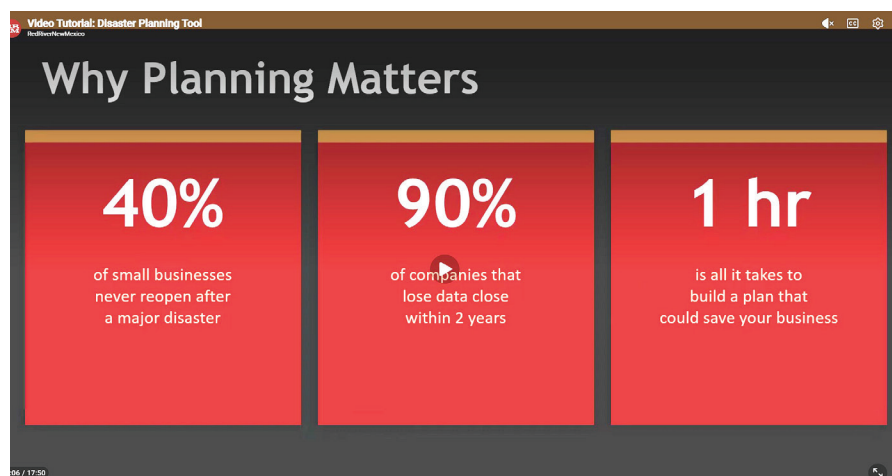 Video Tutorial: Disaster Planning Tool
RedRiverNewMexico
CC
Why Planning Matters
40%
of small businesses
never reopen after
a major disaster
90%
of companies that
lose data close
within 2 years
1 hr
is all it takes to
build a plan that
could save your business
:06 / 17:50